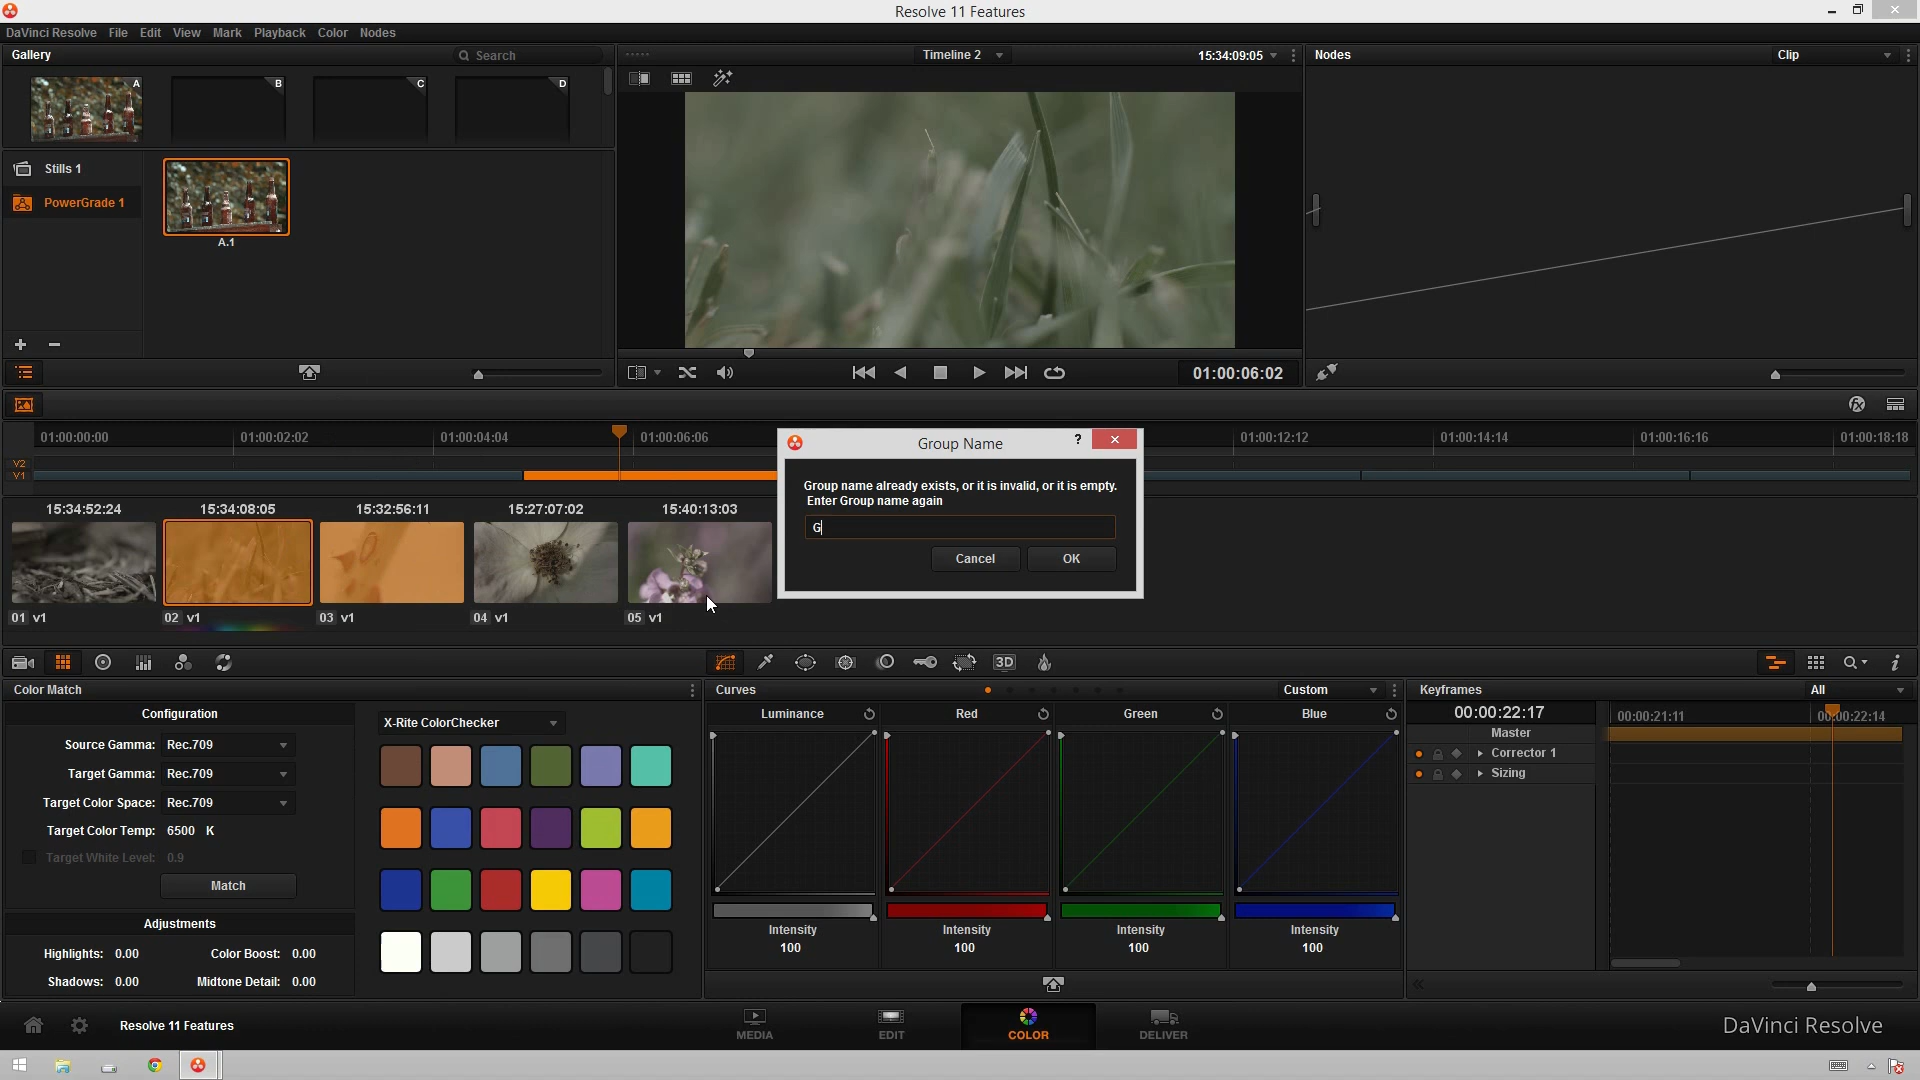 Resolve 11 Features
DaVinci Resolve File Edit View Mark Playback Color Nodes
Gallery
Search
Timeline 2
15:34:09:05
Nodes
Clip
A
B
C
D
Stills 1
PowerGrade 1
A.1
01:00:06:02
01:00:00:00
01:00:02:02
01:00:04:04
01:00:06:06
01:00:12:12
01:00:14:14
01:00:16:16
01:00:18:18
V2
V1
Group Name
?
Group name already exists, or it is invalid, or it is empty.
Enter Group name again
G
Cancel
OK
15:34:52:24
15:34:08:05
15:32:56:11
15:27:07:02
15:40:13:03
01 v1
02 v1
03 v1
04 v1
05 v1
3D
Color Match
Configuration
Source Gamma: Rec.709
Target Gamma: Rec.709
Target Color Space: Rec.709
Target Color Temp: 6500 K
Target White Level: 0.9
Match
Adjustments
Highlights: 0.00
Color Boost: 0.00
Shadows: 0.00
Midtone Detail: 0.00
X-Rite ColorChecker
Curves
Custom
Luminance
Red
Green
Blue
Intensity
100
Intensity
100
Intensity
100
Intensity
100
Keyframes
All
00:00:22:17
00:00:21:11
00:00:22:14
Master
Corrector 1
Sizing
Resolve 11 Features
MEDIA
EDIT
COLOR
DELIVER
DaVinci Resolve